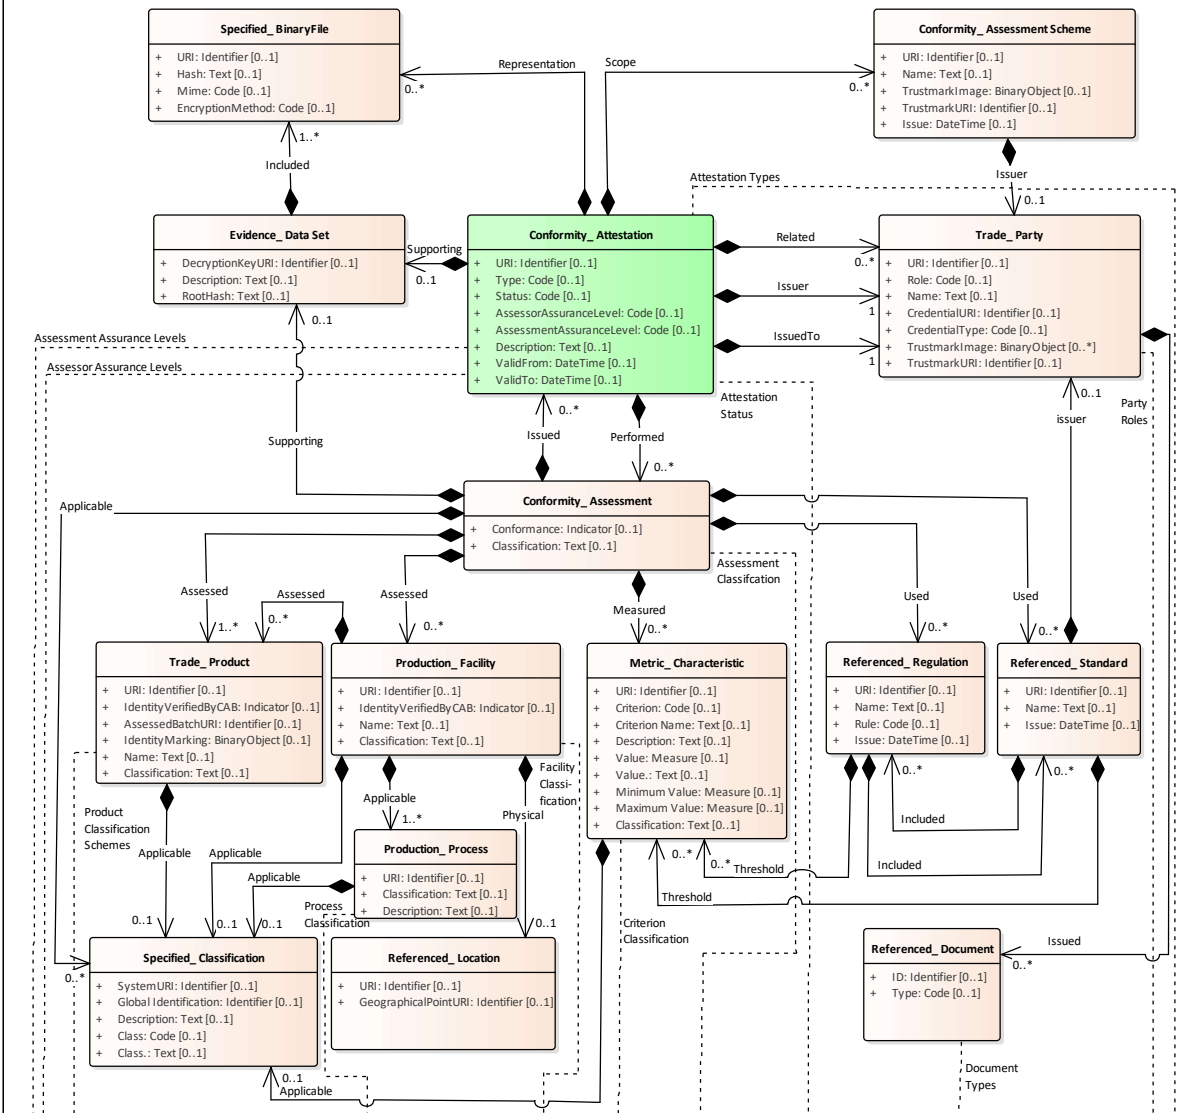 Specified_ BinaryFile
+ URI: Identifier [0..1]
+ Hash: Text [0..1]
+ Mime: Code [0..1]
+ EncryptionMethod: Code [0..1]
Representation
0..*
Scope
0..*
Conformity_ Assessment Scheme
+ URI: Identifier [0..1]
+ Name: Text [0..1]
+ TrustmarkImage: BinaryObject [0..1]
+ TrustmarkURI: Identifier [0..1]
+ Issue: DateTime [0..1]
1..*
Included
Issuer
0..1
Attestation Types
Evidence_ Data Set
+ DecryptionKeyURI: Identifier [0..1]
+ Description: Text [0..1]
+ RootHash: Text [0..1]
Supporting
0..1
Conformity_ Attestation
+ URI: Identifier [0..1]
+ Type: Code [0..1]
+ Status: Code [0..1]
+ AssessorAssuranceLevel: Code [0..1]
+ AssessmentAssuranceLevel: Code [0..1]
+ Description: Text [0..1]
+ ValidFrom: DateTime [0..1]
+ ValidTo: DateTime [0..1]
Related
0..*
Issuer
1
IssuedTo
1
Trade_ Party
+ URI: Identifier [0..1]
+ Role: Code [0..1]
+ Name: Text [0..1]
+ CredentialURI: Identifier [0..1]
+ CredentialType: Code [0..1]
+ TrustmarkImage: BinaryObject [0..*]
+ TrustmarkURI: Identifier [0..1]
0..1
Assessment Assurance Levels
Assessor Assurance Levels
Attestation
Status
0..1
issuer
Party
Roles
Supporting
0..*
Issued
Performed
0..*
Applicable
Conformity_ Assessment
+ Conformance: Indicator [0..1]
+ Classification: Text [0..1]
Assessment
Classifcation
Assessed
1..*
Assessed
0..*
Assessed
0..*
Measured
0..*
Used
0..*
Used
0..*
Trade_ Product
+ URI: Identifier [0..1]
+ IdentityVerifiedByCAB: Indicator [0..1]
+ AssessedBatchURI: Identifier [0..1]
+ IdentityMarking: BinaryObject [0..1]
+ Name: Text [0..1]
+ Classification: Text [0..1]
Production_ Facility
+ URI: Identifier [0..1]
+ IdentityVerifiedByCAB: Indicator [0..1]
+ Name: Text [0..1]
+ Classification: Text [0..1]
Metric_ Characteristic
+ URI: Identifier [0..1]
+ Criterion: Code [0..1]
+ Criterion Name: Text [0..1]
+ Description: Text [0..1]
+ Value: Measure [0..1]
+ Value.: Text [0..1]
+ Minimum Value: Measure [0..1]
+ Maximum Value: Measure [0..1]
+ Classification: Text [0..1]
Referenced_ Regulation
+ URI: Identifier [0..1]
+ Name: Text [0..1]
+ Rule: Code [0..1]
+ Issue: DateTime [0..1]
Referenced_ Standard
+ URI: Identifier [0..1]
+ Name: Text [0..1]
+ Issue: DateTime [0..1]
Product
Classification
Schemes
Facility
Classi-
fication
Applicable
1..*
Physical
0..1
0..*
Included
0..*
Included
0..*
Threshold
0..*
Threshold
Applicable
0..1
Applicable
0..1
Applicable
0..1
Production_ Process
+ URI: Identifier [0..1]
+ Classification: Text [0..1]
+ Description: Text [0..1]
Process
Classification
Criterion
Classification
0..*
Specified_ Classification
+ SystemURI: Identifier [0..1]
+ Global Identification: Identifier [0..1]
+ Description: Text [0..1]
+ Class: Code [0..1]
+ Class.: Text [0..1]
Referenced_ Location
+ URI: Identifier [0..1]
+ GeographicalPointURI: Identifier [0..1]
Referenced_ Document
+ ID: Identifier [0..1]
+ Type: Code [0..1]
Issued
0..*
0..1
Applicable
Document
Types